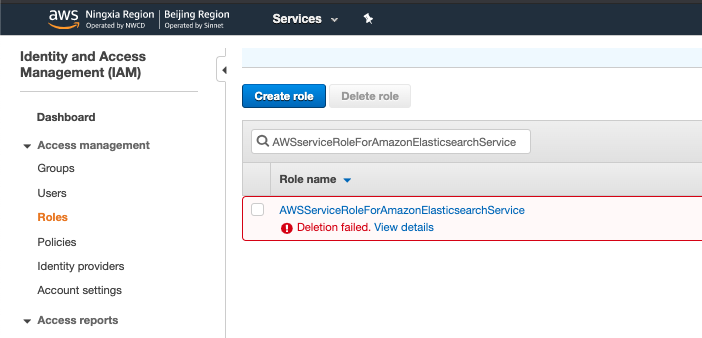 aws Ningxia Region | Beijing Region
Operated by NWCD | Operated by Sinnet
Services
Identity and Access
Management (IAM)
Dashboard
Access management
Groups
Users
Roles
Policies
Identity providers
Account settings
Access reports
Create role Delete role
AWSserviceRoleForAmazonElasticsearchService
Role name
AWSServiceRoleForAmazonElasticsearchService
Deletion failed. View details